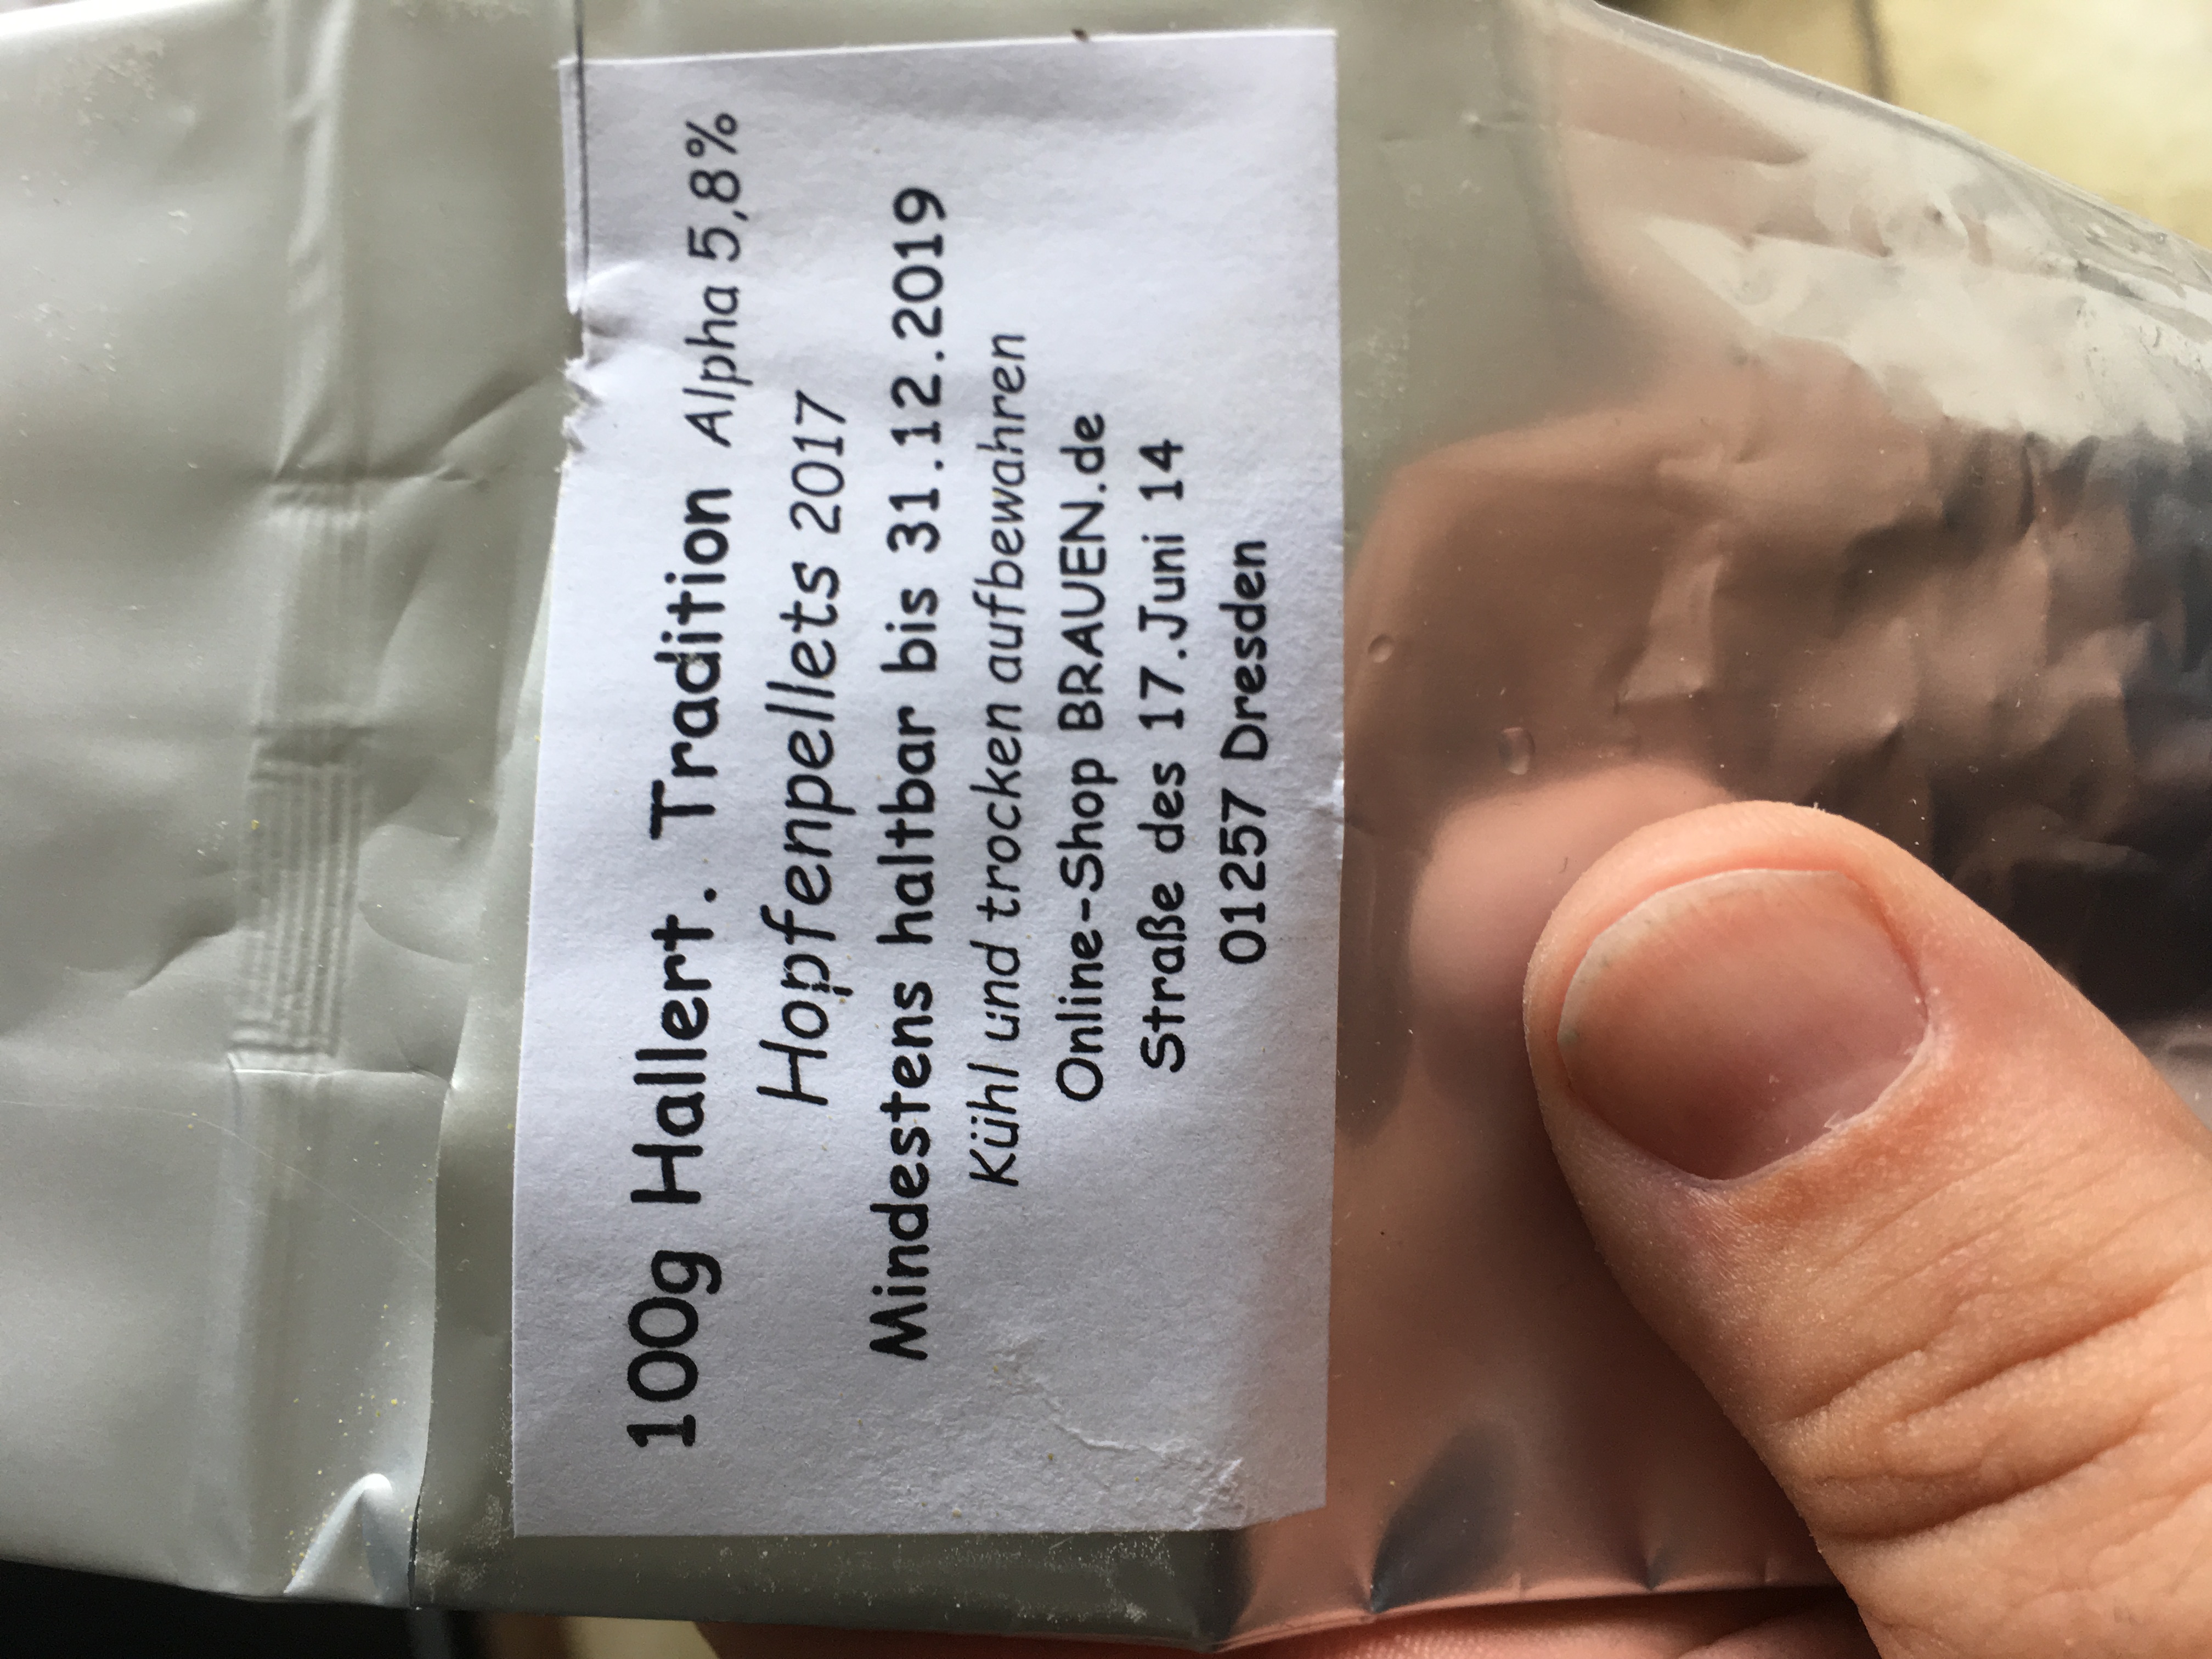 100g Hallert. Tradition Alpha 5,8%
Hopfenpellets 2017
Mindestens haltbar bis 31.12.2019
Kühl und trocken aufbewahren
Online-Shop BRAUEN.de
Straße des 17.Juni 14
01257 Dresden